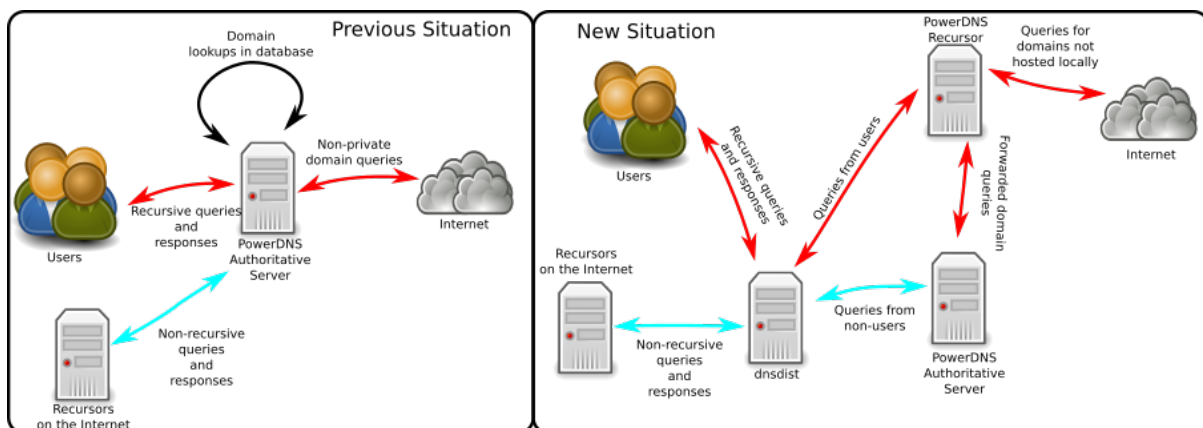 Previous Situation
Domain
lookups in database
Non-private
domain queries
Users
Recursive queries
and
responses
PowerDNS
Authoritative
Server
Internet
Non-recursive
queries
and
responses
Recursors
on the Internet
New Situation
PowerDNS
Recursor
Queries for
domains not
hosted locally
Internet
Users
Recursive queries
and responses
Queries from users
Forwarded domain
queries
Recursors
on the Internet
Non-recursive
queries
and
responses
dnsdist
Queries from
non-users
PowerDNS
Authoritative
Server